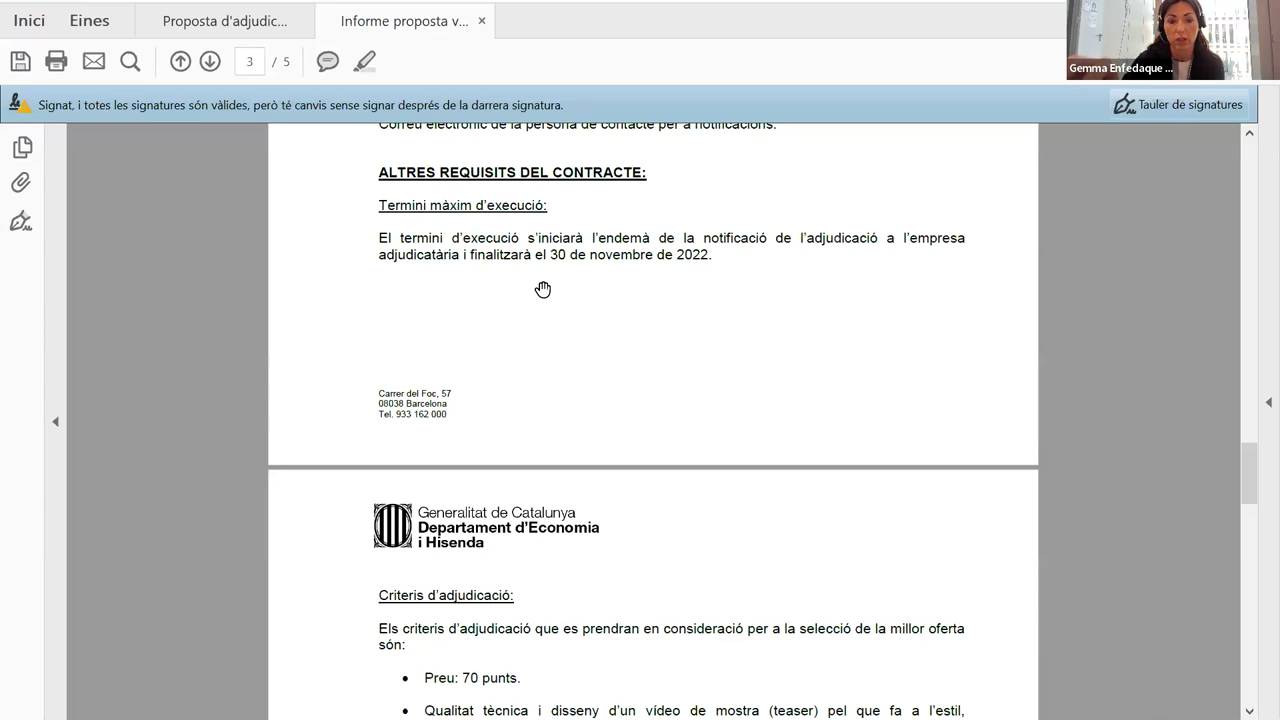 Inici
Eines
Proposta d'adjudic...
Informe proposta v...
3 / 5
Gemma Enfedaque ...
Signat, i totes les signatures són vàlides, però té canvis sense signar després de la darrera signatura.
Tauler de signatures
Correu electrònic de la persona de contacte per a notificacions.
ALTRES REQUISITS DEL CONTRACTE:
Termini màxim d'execució:
El termini d'execució s'iniciarà l'endemà de la notificació de l'adjudicació a l'empresa
adjudicatària i finalitzarà el 30 de novembre de 2022.
Carrer del Foc, 57
08038 Barcelona
Tel. 933 162 000
Generalitat de Catalunya
Departament d'Economia
i Hisenda
Criteris d'adjudicació:
Els criteris d'adjudicació que es prendran en consideració per a la selecció de la millor oferta
són:
• Preu: 70 punts.
• Qualitat tècnica i disseny d'un vídeo de mostra (teaser) pel que fa a l'estil,